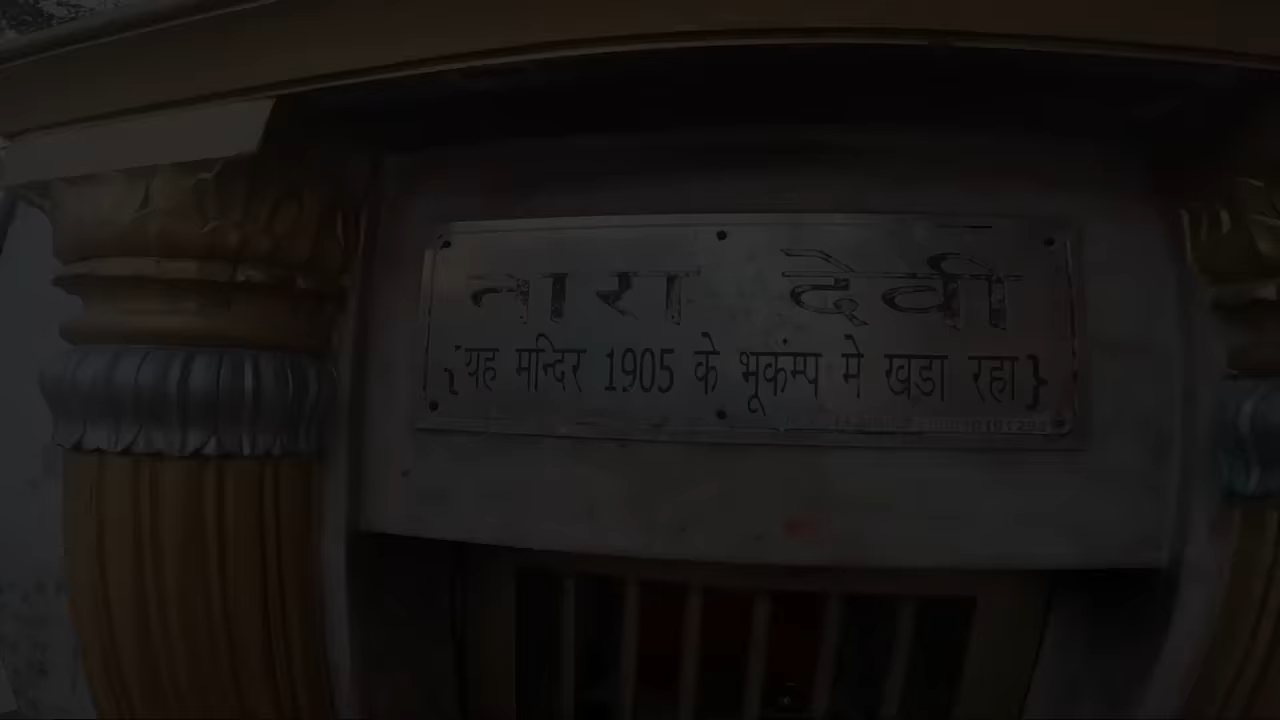 तारा देवी
{यह मन्दिर 1905 के भूकंम्प मे खडा रहा}